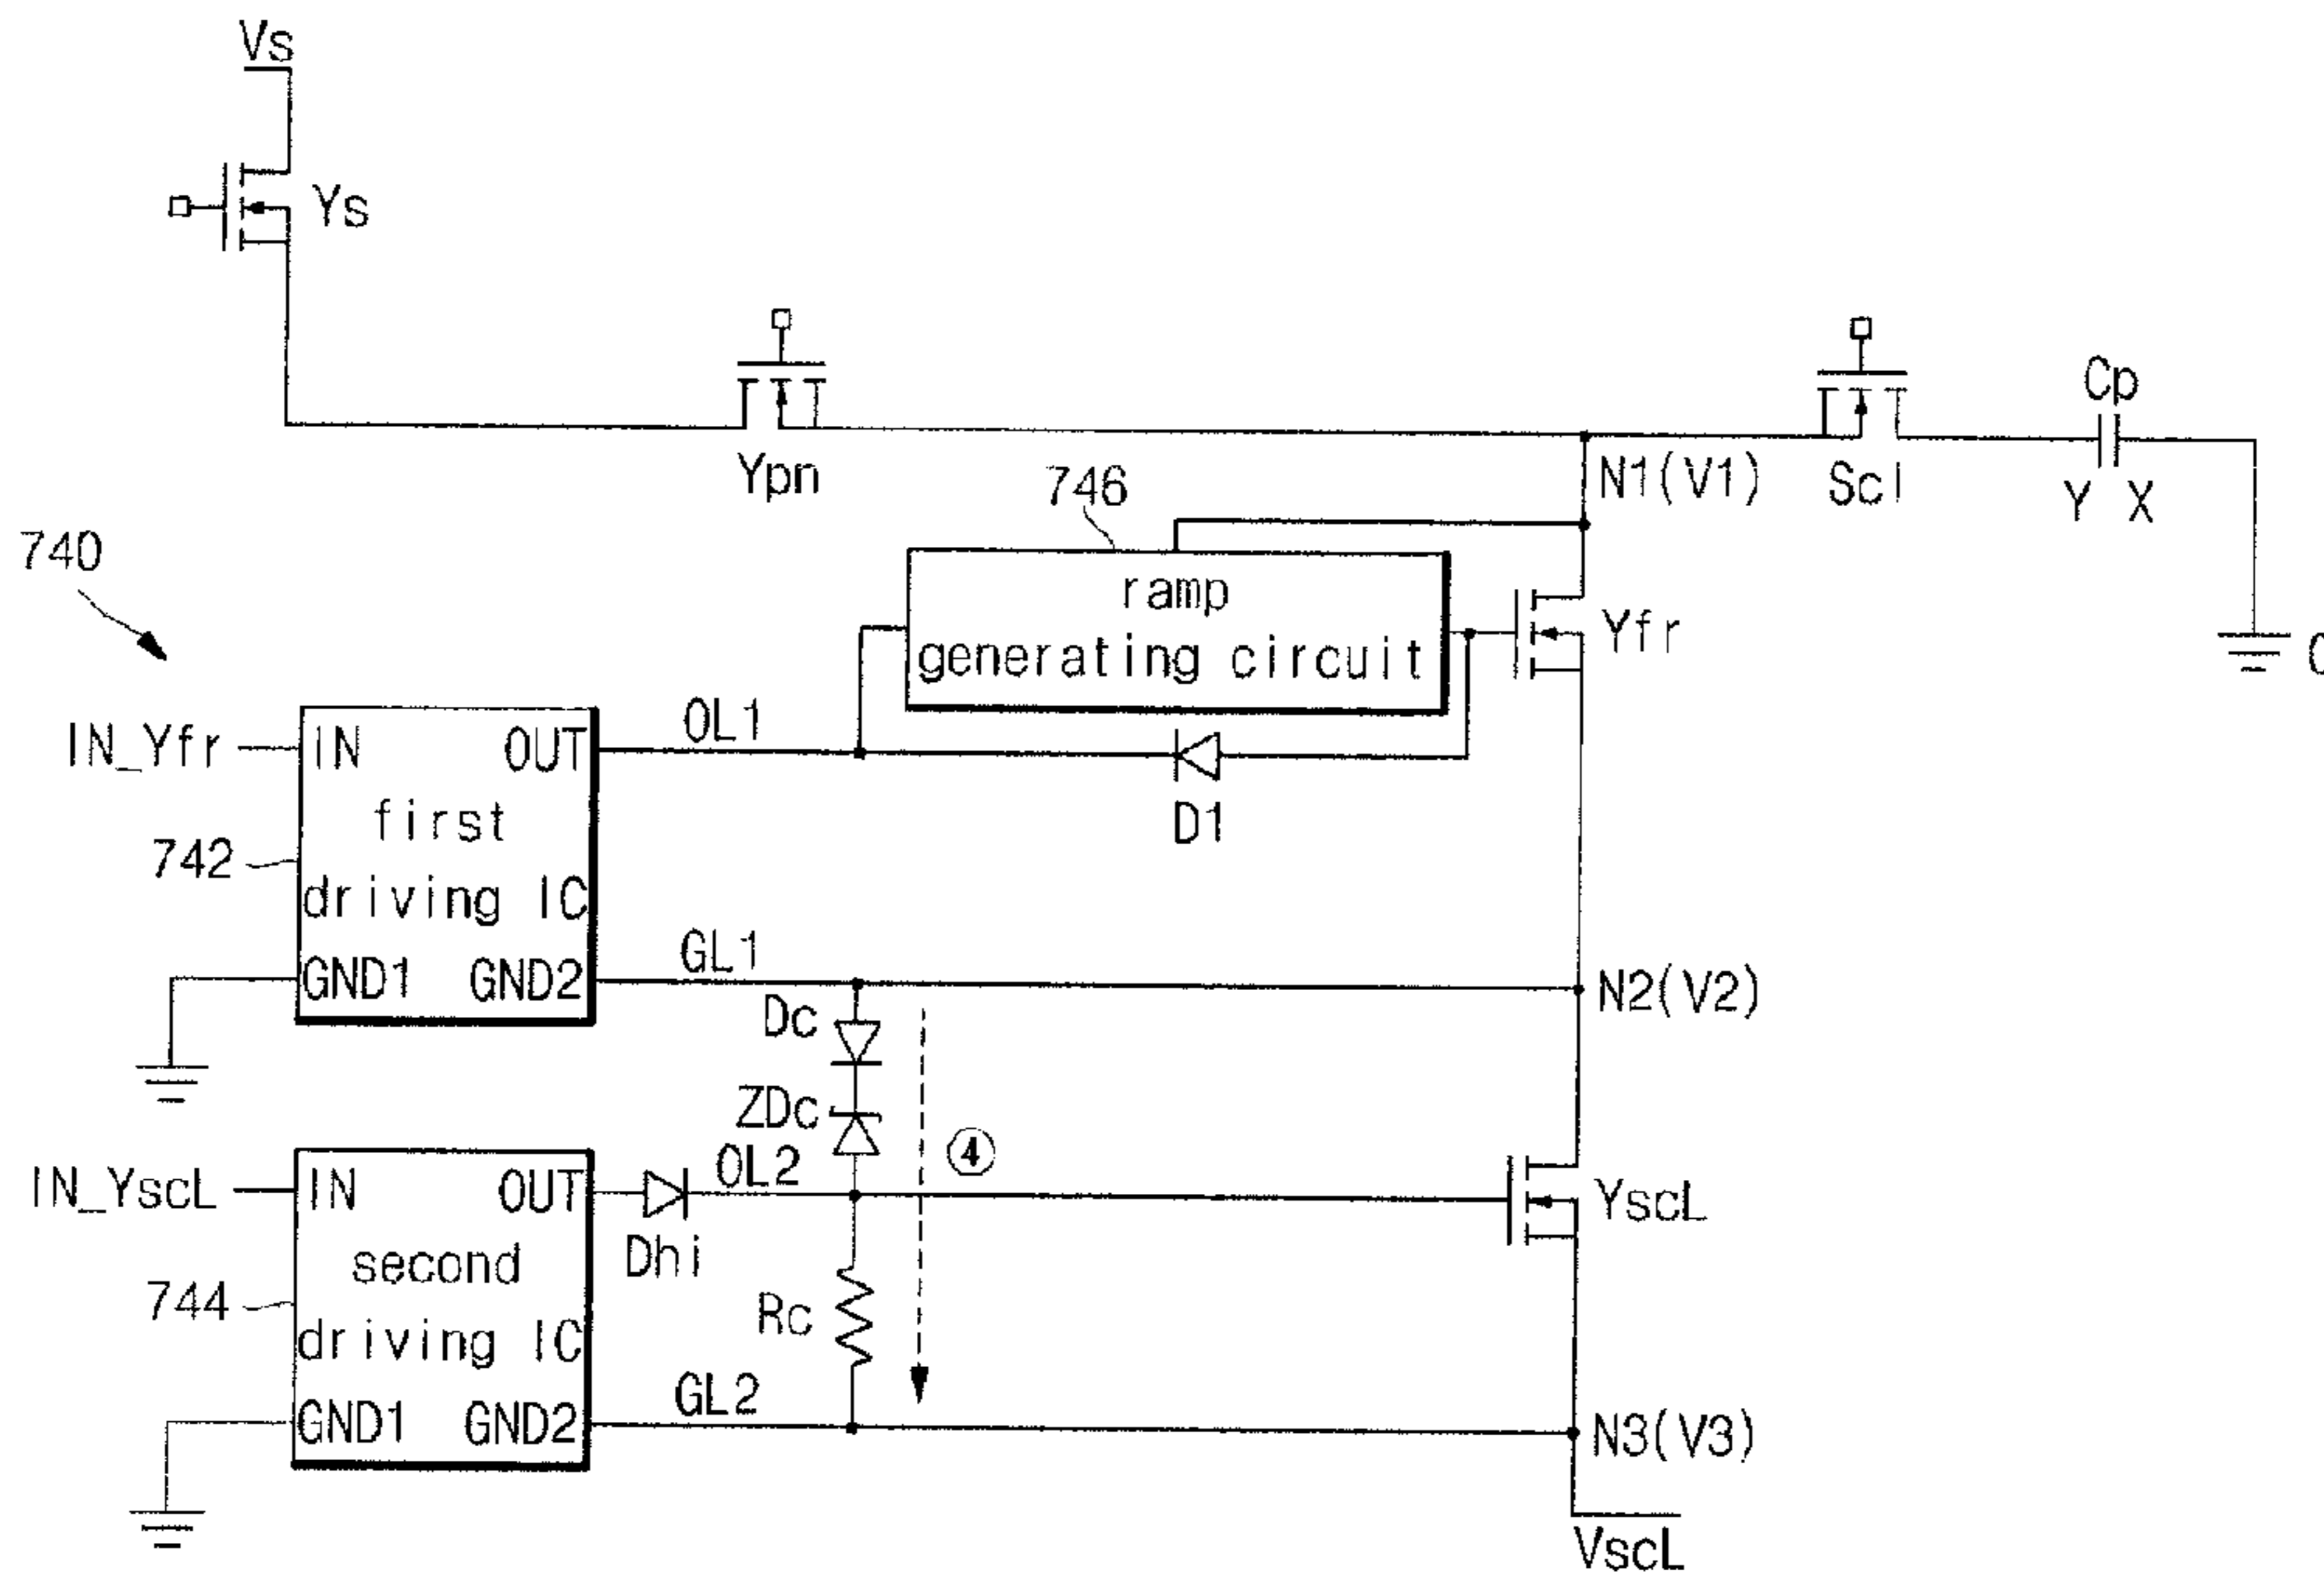 Vs
Ys
Ypn
N1(V1)
Scl
Cp
Y X
746
ramp
generating circuit
Yfr
740
IN_Yfr
IN OUT
first
driving IC
GND1 GND2
742
OL1
D1
GL1
N2(V2)
Dc
ZDc
④
OL2
IN_YscL
IN OUT
second
driving IC
GND1 GND2
744
Dhi
Rc
YscL
GL2
N3(V3)
VscL